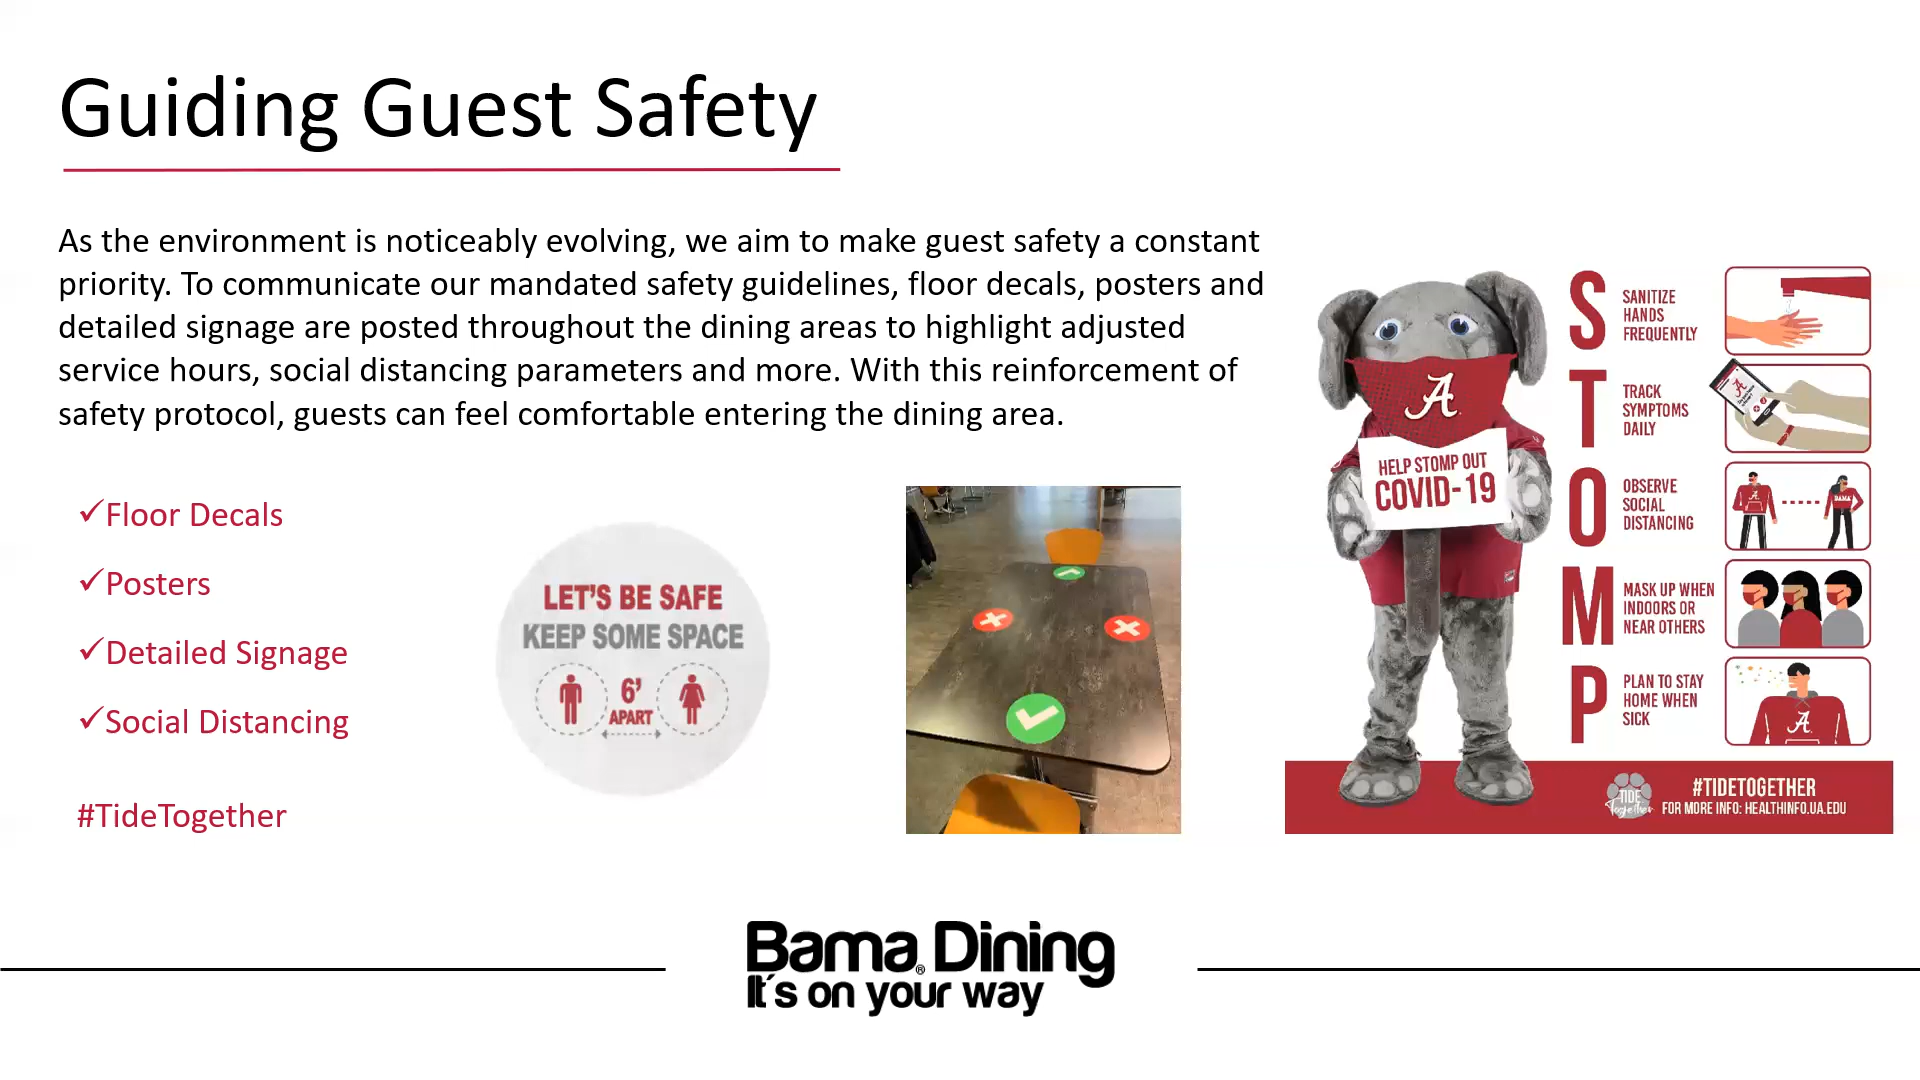 Guiding Guest Safety
As the environment is noticeably evolving, we aim to make guest safety a constant
priority. To communicate our mandated safety guidelines, floor decals, posters and
detailed signage are posted throughout the dining areas to highlight adjusted
service hours, social distancing parameters and more. With this reinforcement of
safety protocol, guests can feel comfortable entering the dining area.
✓Floor Decals
✓Posters
✓Detailed Signage
✓Social Distancing
#TideTogether
LET'S BE SAFE
KEEP SOME SPACE
6'
APART
A
HELP STOMP OUT
COVID-19
S
SANITIZE
HANDS
FREQUENTLY
T
TRACK
SYMPTOMS
DAILY
O
OBSERVE
SOCIAL
DISTANCING
BAMA
M
MASK UP WHEN
INDOORS OR
NEAR OTHERS
P
PLAN TO STAY
HOME WHEN
SICK
A
TIDE
Together
#TIDETOGETHER
FOR MORE INFO: HEALTHINFO.UA.EDU
Bama® Dining
It's on your way